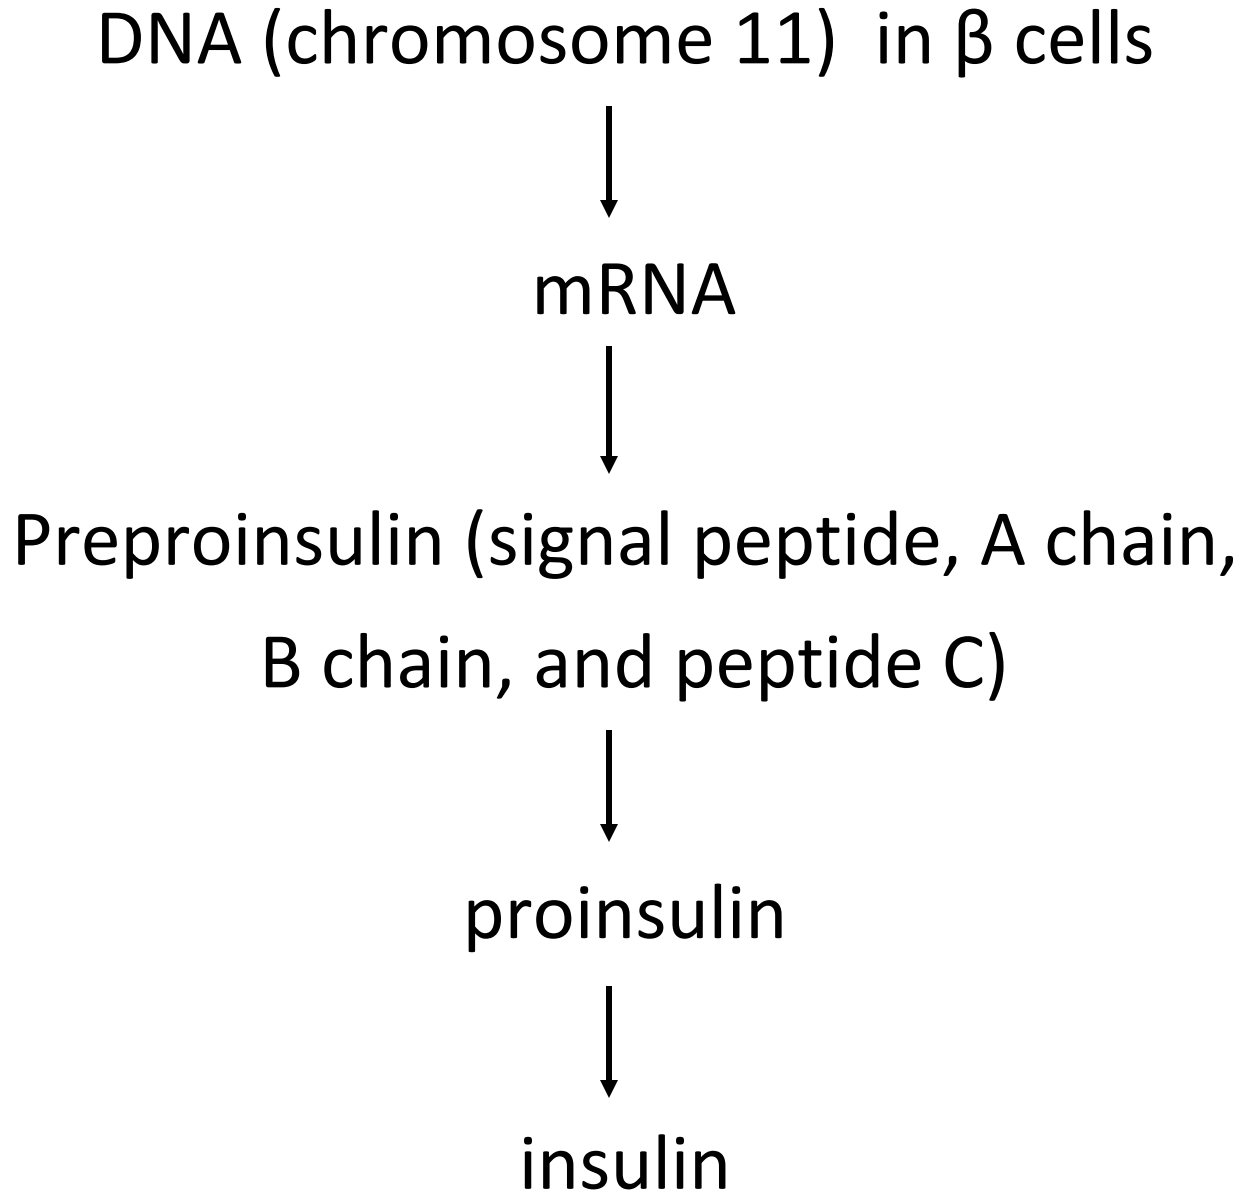 DNA (chromosome 11)  in β cells
mRNA
Preproinsulin (signal peptide, A chain,
B chain, and peptide C)
proinsulin
insulin